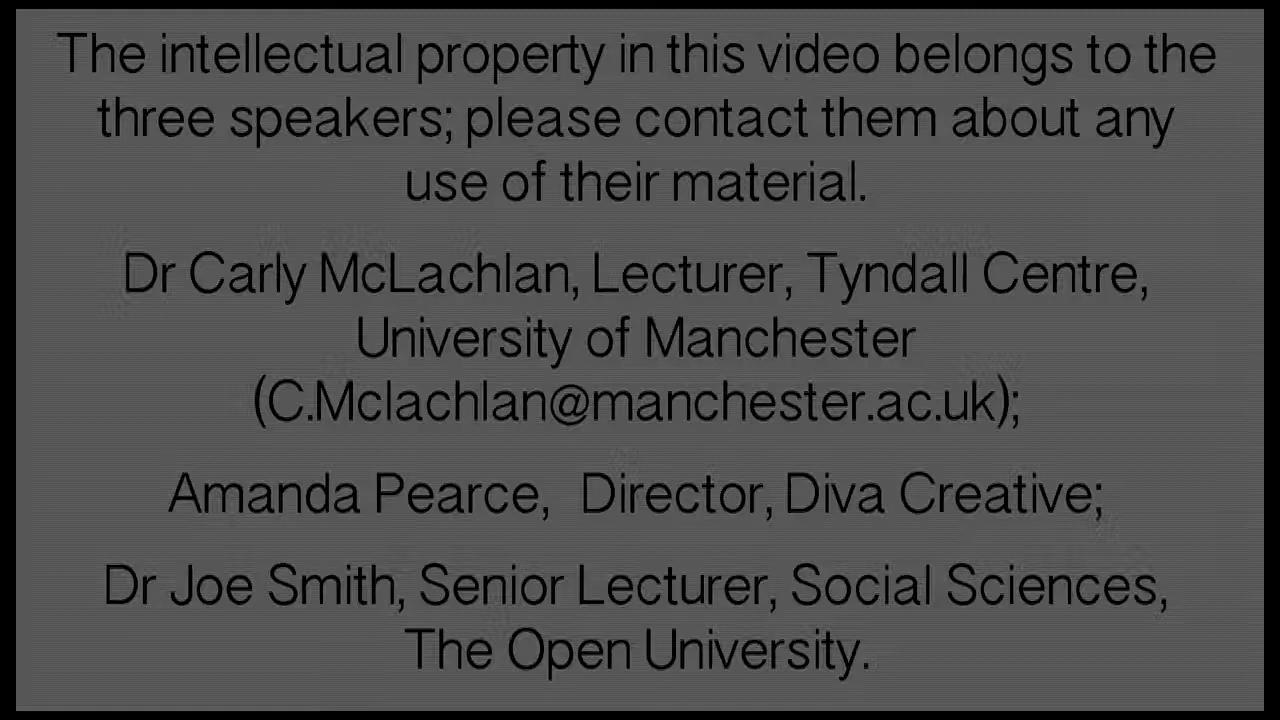 The intellectual property in this video belongs to the
three speakers; please contact them about any
use of their material.
Dr Carly McLachlan, Lecturer, Tyndall Centre,
University of Manchester
(C.Mclachlan@manchester.ac.uk);
Amanda Pearce,  Director, Diva Creative;
Dr Joe Smith, Senior Lecturer, Social Sciences,
The Open University.